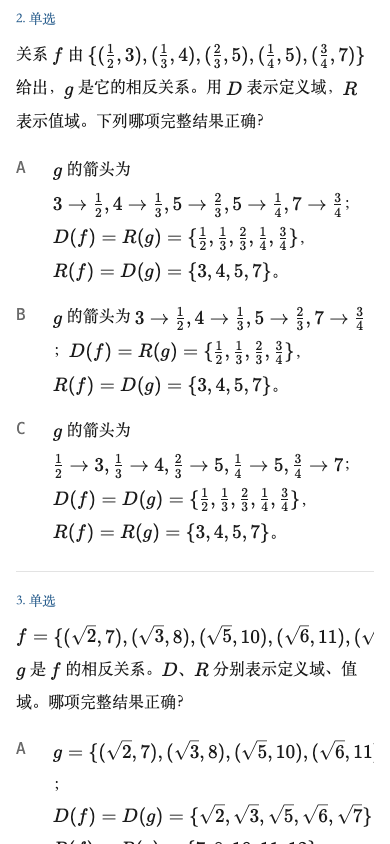 2. 单选
关系 f 由 {(1/2, 3), (1/3, 4), (2/3, 5), (1/4, 5), (3/4, 7)}
给出，g 是它的相反关系。用 D 表示定义域，R
表示值域。下列哪项完整结果正确？
A g 的箭头为
3 → 1/2, 4 → 1/3, 5 → 2/3, 5 → 1/4, 7 → 3/4；
D(f) = R(g) = {1/2, 1/3, 2/3, 1/4, 3/4}，
R(f) = D(g) = {3, 4, 5, 7}。
B g 的箭头为 3 → 1/2, 4 → 1/3, 5 → 2/3, 7 → 3/4
；D(f) = R(g) = {1/2, 1/3, 2/3, 3/4}，
R(f) = D(g) = {3, 4, 5, 7}。
C g 的箭头为
1/2 → 3, 1/3 → 4, 2/3 → 5, 1/4 → 5, 3/4 → 7；
D(f) = D(g) = {1/2, 1/3, 2/3, 1/4, 3/4}，
R(f) = R(g) = {3, 4, 5, 7}。
3. 单选
f = {(√2, 7), (√3, 8), (√5, 10), (√6, 11), (√
g 是 f 的相反关系。D、R 分别表示定义域、值
域。哪项完整结果正确？
A g = {(√2, 7), (√3, 8), (√5, 10), (√6, 11
；
D(f) = D(g) = {√2, √3, √5, √6, √7}